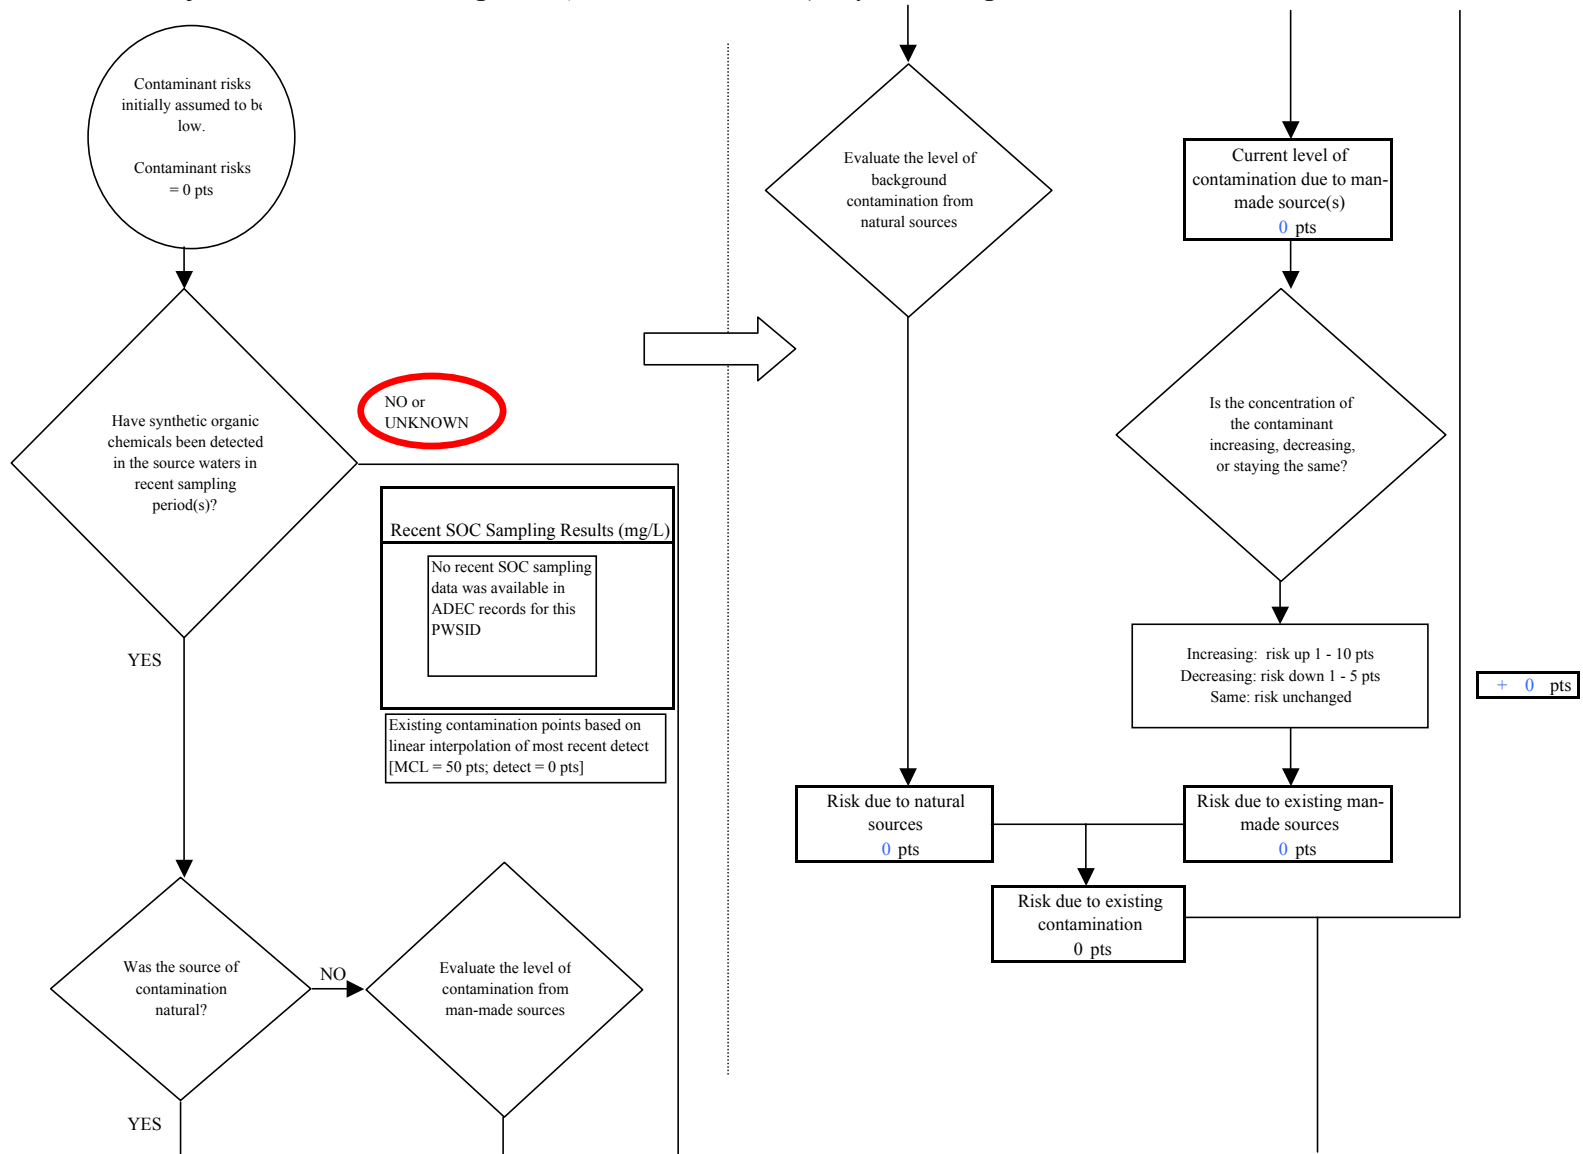 Contaminant risks
initially assumed to be
low.
Contaminant risks
= 0 pts
Have synthetic organic
chemicals been detected
in the source waters in
recent sampling
period(s)?
NO or
UNKNOWN
Recent SOC Sampling Results (mg/L)
No recent SOC sampling
data was available in
ADEC records for this
PWSID
Existing contamination points based on
linear interpolation of most recent detect
[MCL = 50 pts; detect = 0 pts]
YES
Was the source of
contamination
natural?
NO
Evaluate the level of
contamination from
man-made sources
YES
Evaluate the level of
background
contamination from
natural sources
Current level of
contamination due to man-
made source(s)
0 pts
Is the concentration of
the contaminant
increasing, decreasing,
or staying the same?
Increasing: risk up 1 - 10 pts
Decreasing: risk down 1 - 5 pts
Same: risk unchanged
+ 0 pts
Risk due to natural
sources
0 pts
Risk due to existing man-
made sources
0 pts
Risk due to existing
contamination
0 pts